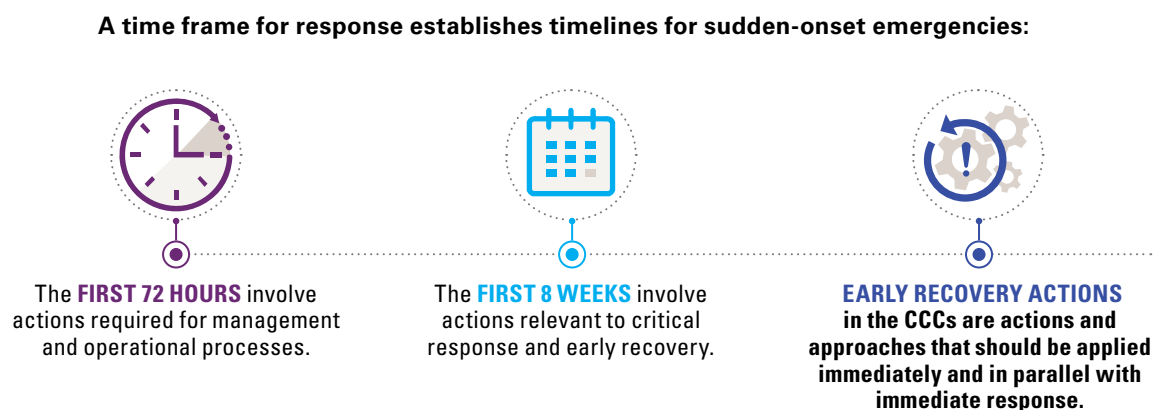 A time frame for response establishes timelines for sudden-onset emergencies:
The FIRST 72 HOURS involve
actions required for management
and operational processes.
The FIRST 8 WEEKS involve
actions relevant to critical
response and early recovery.
EARLY RECOVERY ACTIONS
in the CCCs are actions and
approaches that should be applied
immediately and in parallel with
immediate response.